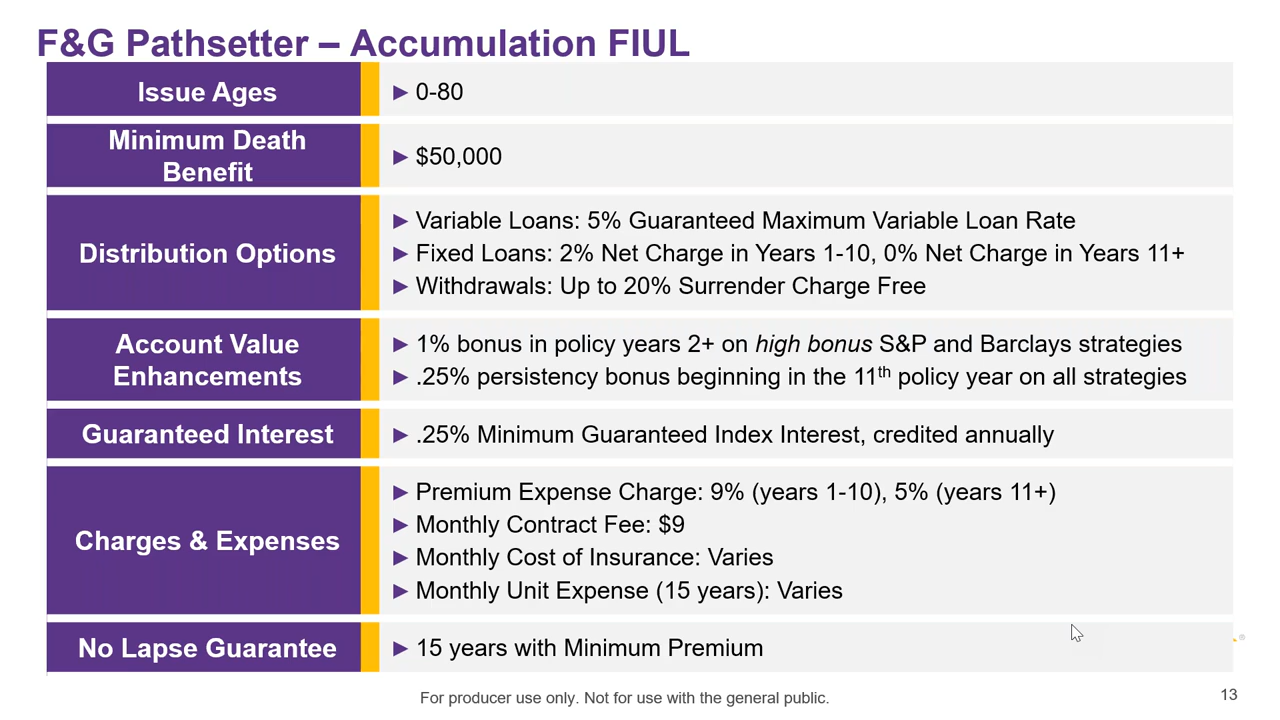 F&G Pathsetter – Accumulation FIUL
Issue Ages
► 0-80
Minimum Death
Benefit
► $50,000
Distribution Options
► Variable Loans: 5% Guaranteed Maximum Variable Loan Rate
► Fixed Loans: 2% Net Charge in Years 1-10, 0% Net Charge in Years 11+
► Withdrawals: Up to 20% Surrender Charge Free
Account Value
Enhancements
► 1% bonus in policy years 2+ on high bonus S&P and Barclays strategies
► .25% persistency bonus beginning in the 11th policy year on all strategies
Guaranteed Interest
► .25% Minimum Guaranteed Index Interest, credited annually
Charges & Expenses
► Premium Expense Charge: 9% (years 1-10), 5% (years 11+)
► Monthly Contract Fee: $9
► Monthly Cost of Insurance: Varies
► Monthly Unit Expense (15 years): Varies
No Lapse Guarantee
► 15 years with Minimum Premium
®
For producer use only. Not for use with the general public.
13